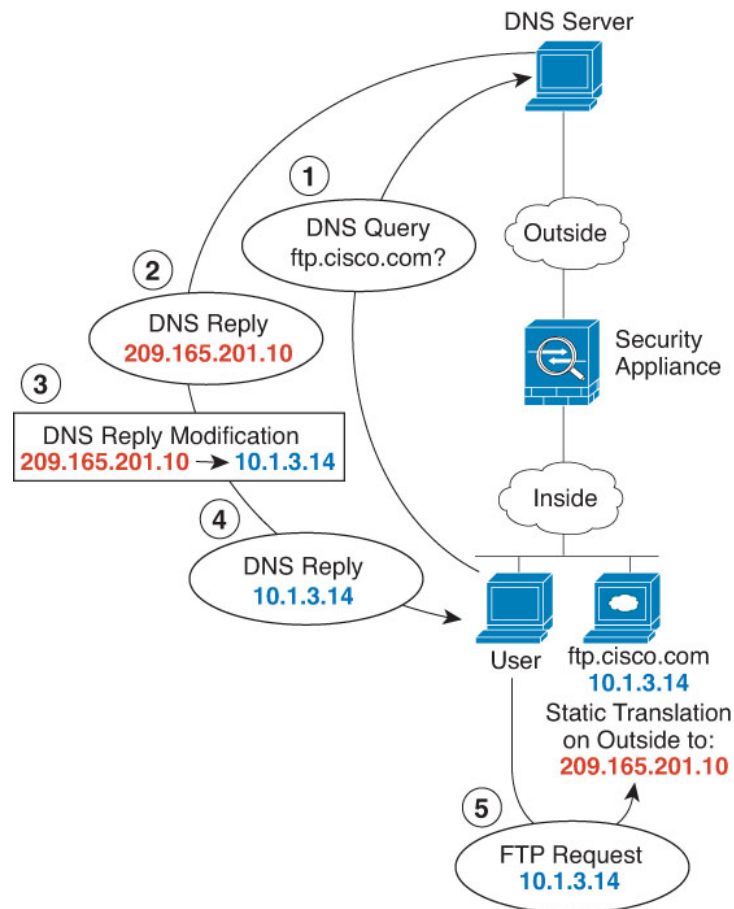 DNS Server
1
DNS Query
ftp.cisco.com?
Outside
2
DNS Reply
209.165.201.10
Security
Appliance
3
DNS Reply Modification
209.165.201.10 → 10.1.3.14
Inside
4
DNS Reply
10.1.3.14
User
ftp.cisco.com
10.1.3.14
Static Translation
on Outside to:
209.165.201.10
5
FTP Request
10.1.3.14